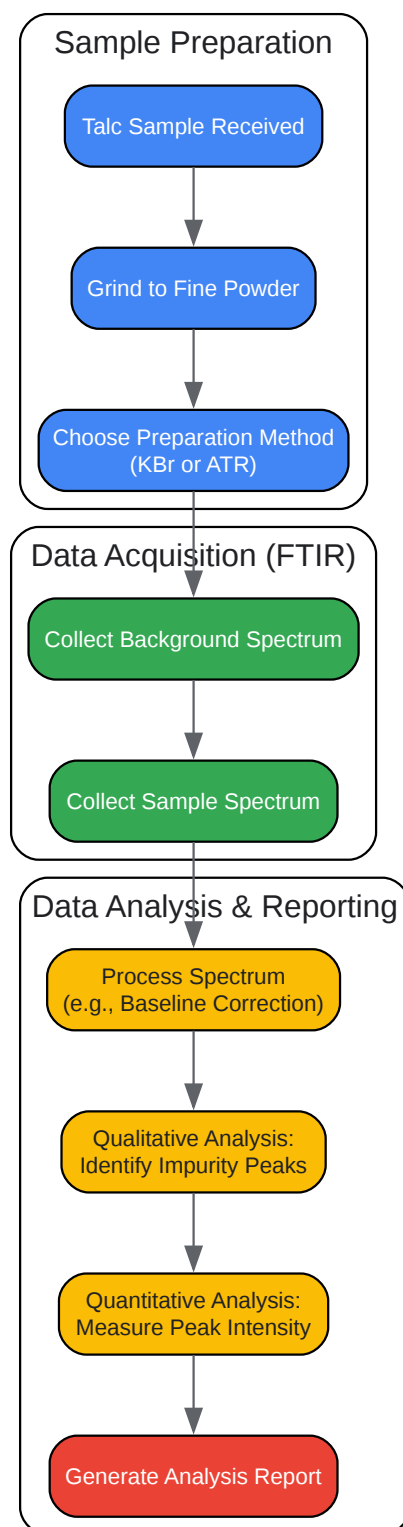 Sample Preparation
Talc Sample Received
Grind to Fine Powder
Choose Preparation Method
(KBr or ATR)
Data Acquisition (FTIR)
Collect Background Spectrum
Collect Sample Spectrum
Data Analysis & Reporting
Process Spectrum
(e.g., Baseline Correction)
Qualitative Analysis:
Identify Impurity Peaks
Quantitative Analysis:
Measure Peak Intensity
Generate Analysis Report